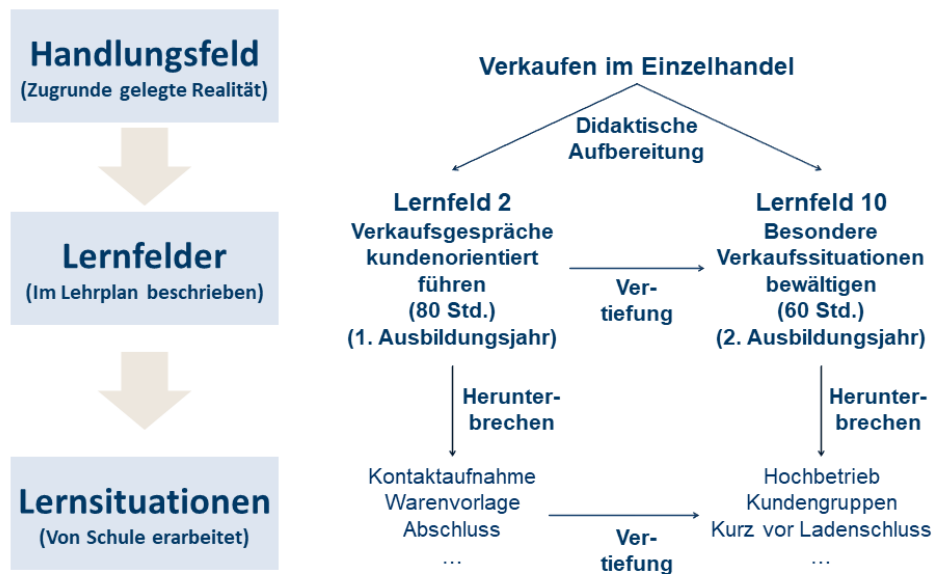 Handlungsfeld
(Zugrunde gelegte Realität)
Verkaufen im Einzelhandel
Didaktische
Aufbereitung
Lernfelder
(Im Lehrplan beschrieben)
Lernfeld 2
Verkaufsgespräche
kundenorientiert
führen
(80 Std.)
(1. Ausbildungsjahr)
Ver-
tiefung
Lernfeld 10
Besondere
Verkaufssituationen
bewältigen
(60 Std.)
(2. Ausbildungsjahr)
Herunter-
brechen
Herunter-
brechen
Lernsituationen
(Von Schule erarbeitet)
Kontaktaufnahme
Warenvorlage
Abschluss
…
Ver-
tiefung
Hochbetrieb
Kundengruppen
Kurz vor Ladenschluss
…